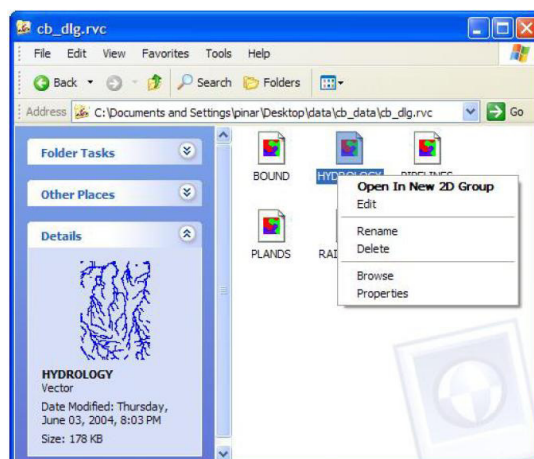 cb_dlg.rvc
File Edit View Favorites Tools Help
Back Search Folders
Address C:\Documents and Settings\pinar\Desktop\data\cb_data\cb_dlg.rvc Go
Folder Tasks
Other Places
Details
HYDROLOGY
Vector
Date Modified: Thursday,
June 03, 2004, 8:03 PM
Size: 178 KB
BOUND HYDROLOGY PIPELINES
PLANDS
Open In New 2D Group
Edit
Rename
Delete
Browse
Properties